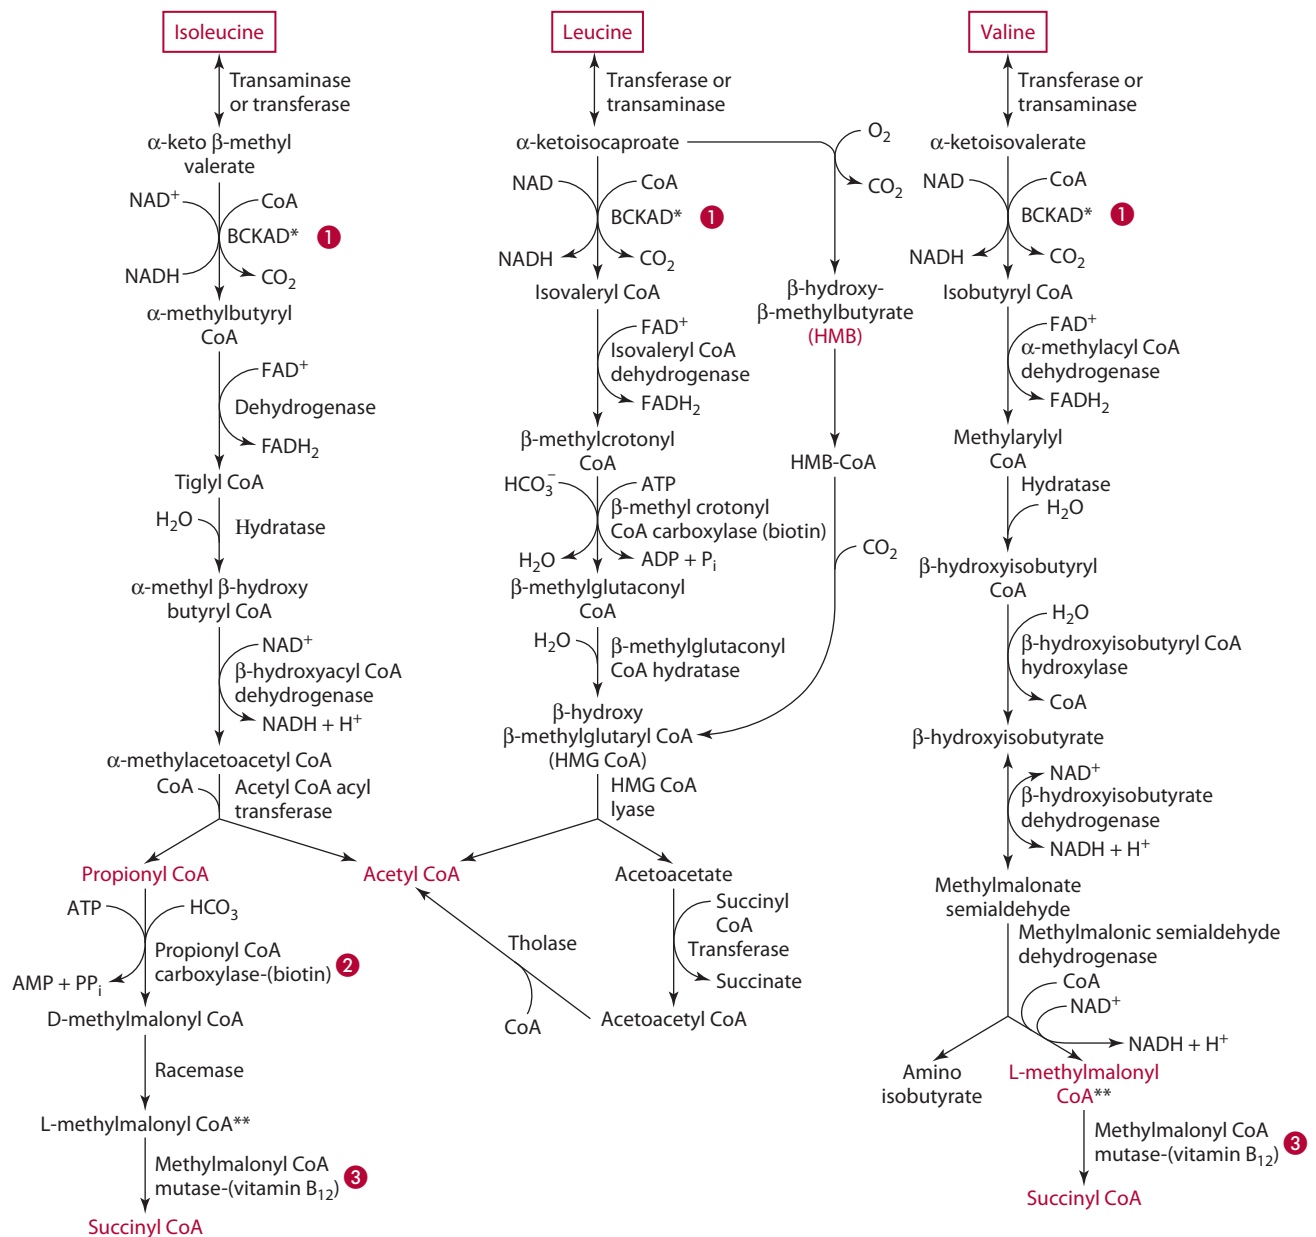 Isoleucine
Transaminase
or transferase
α-keto β-methyl
valerate
NAD⁺
CoA
BCKAD*
1
NADH
CO₂
α-methylbutyryl
CoA
FAD⁺
Dehydrogenase
FADH₂
Tiglyl CoA
H₂O
Hydratase
α-methyl β-hydroxy
butyryl CoA
NAD⁺
β-hydroxyacyl CoA
dehydrogenase
NADH + H⁺
α-methylacetoacetyl CoA
CoA
Acetyl CoA acyl
transferase
Propionyl CoA
ATP
HCO₃
Propionyl CoA
carboxylase-(biotin)
2
AMP + PPᵢ
D-methylmalonyl CoA
Racemase
L-methylmalonyl CoA**
Methylmalonyl CoA
mutase-(vitamin B₁₂)
3
Succinyl CoA
Leucine
Transferase or
transaminase
α-ketoisocaproate
NAD
CoA
BCKAD*
1
NADH
CO₂
Isovaleryl CoA
FAD⁺
Isovaleryl CoA
dehydrogenase
FADH₂
β-methylcrotonyl
CoA
HCO₃⁻
ATP
β-methyl crotonyl
CoA carboxylase (biotin)
H₂O
ADP + Pᵢ
β-methylglutaconyl
CoA
H₂O
β-methylglutaconyl
CoA hydratase
β-hydroxy
β-methylglutaryl CoA
(HMG CoA)
HMG CoA
lyase
Acetyl CoA
Acetoacetate
Succinyl
CoA
Transferase
Succinate
Acetoacetyl CoA
Tholase
CoA
O₂
CO₂
β-hydroxy-
β-methylbutyrate
(HMB)
HMB-CoA
CO₂
Valine
Transferase or
transaminase
α-ketoisovalerate
NAD
CoA
BCKAD*
1
NADH
CO₂
Isobutyryl CoA
FAD⁺
α-methylacyl CoA
dehydrogenase
FADH₂
Methylarylyl
CoA
Hydratase
H₂O
β-hydroxyisobutyryl
CoA
H₂O
β-hydroxyisobutyryl CoA
hydroxylase
CoA
β-hydroxyisobutyrate
NAD⁺
β-hydroxyisobutyrate
dehydrogenase
NADH + H⁺
Methylmalonate
semialdehyde
Methylmalonic semialdehyde
dehydrogenase
CoA
NAD⁺
NADH + H⁺
Amino
isobutyrate
L-methylmalonyl
CoA**
Methylmalonyl CoA
mutase-(vitamin B₁₂)
3
Succinyl CoA